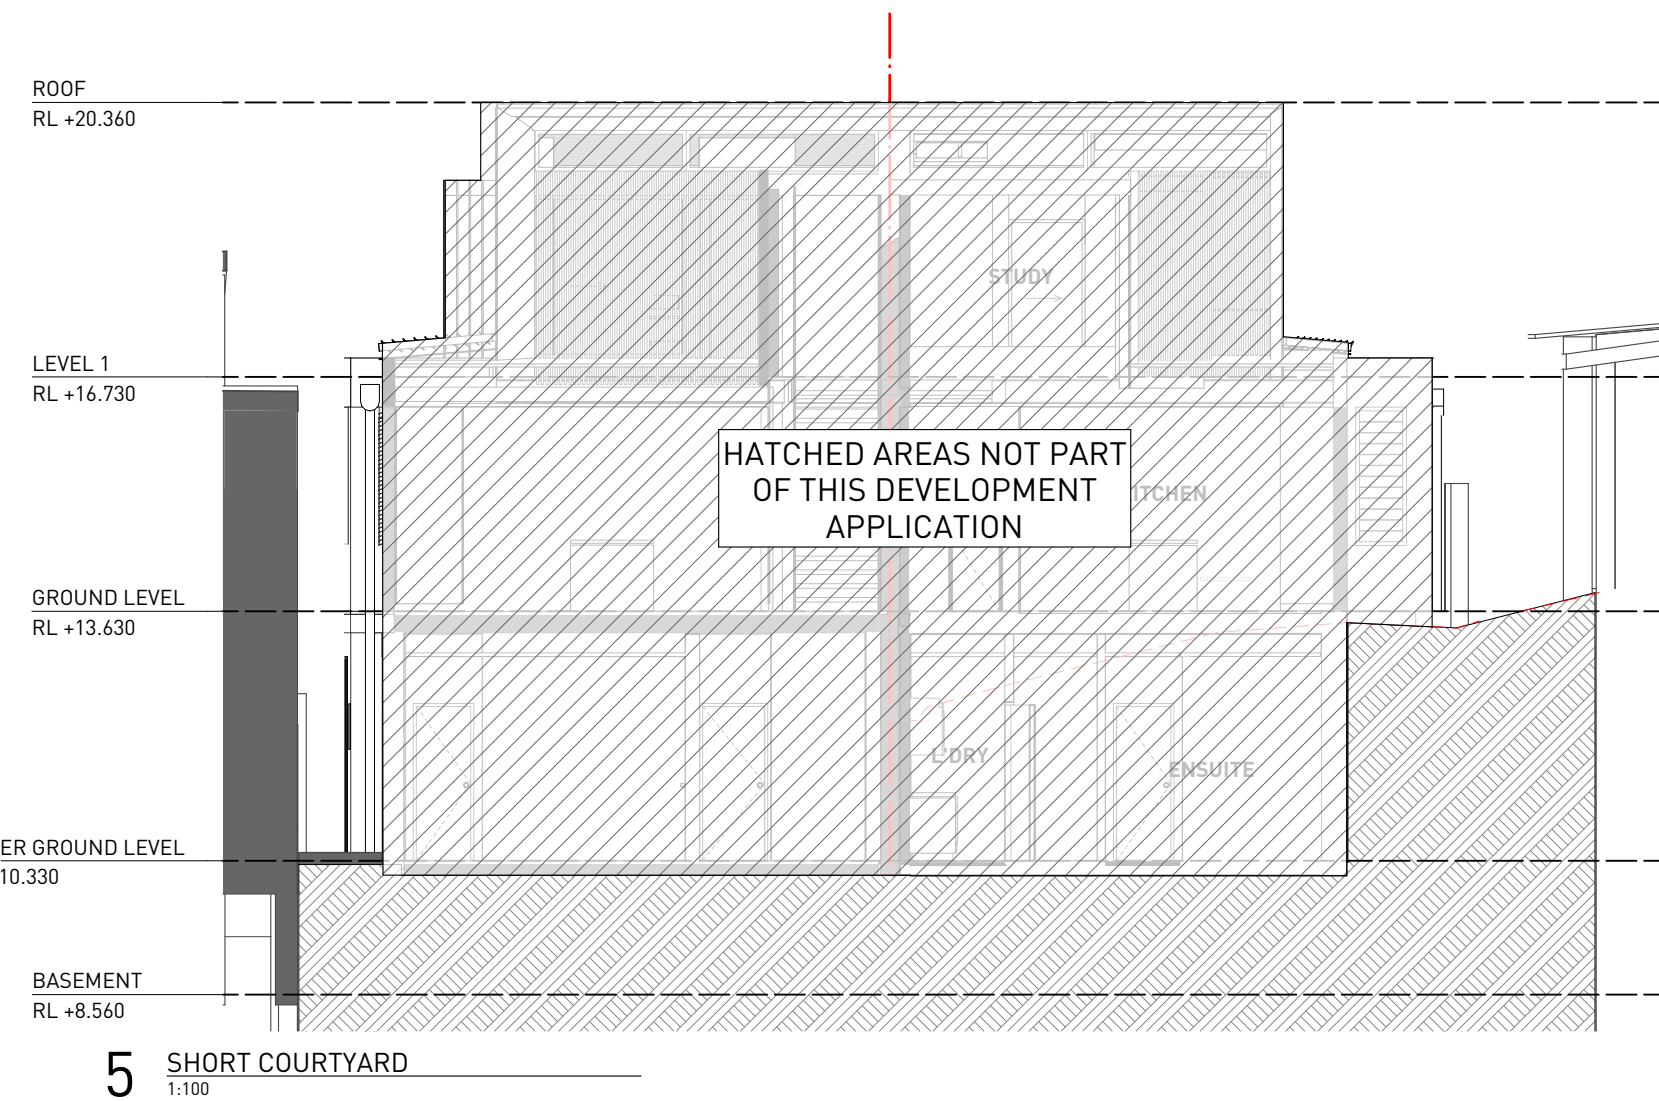 ROOF
RL +20.360
STUDY
LEVEL 1
RL +16.730
HATCHED AREAS NOT PART
OF THIS DEVELOPMENT
APPLICATION
ITCHEN
GROUND LEVEL
RL +13.630
L'DRY
ENSUITE
ER GROUND LEVEL
10.330
BASEMENT
RL +8.560
5 SHORT COURTYARD
1:100